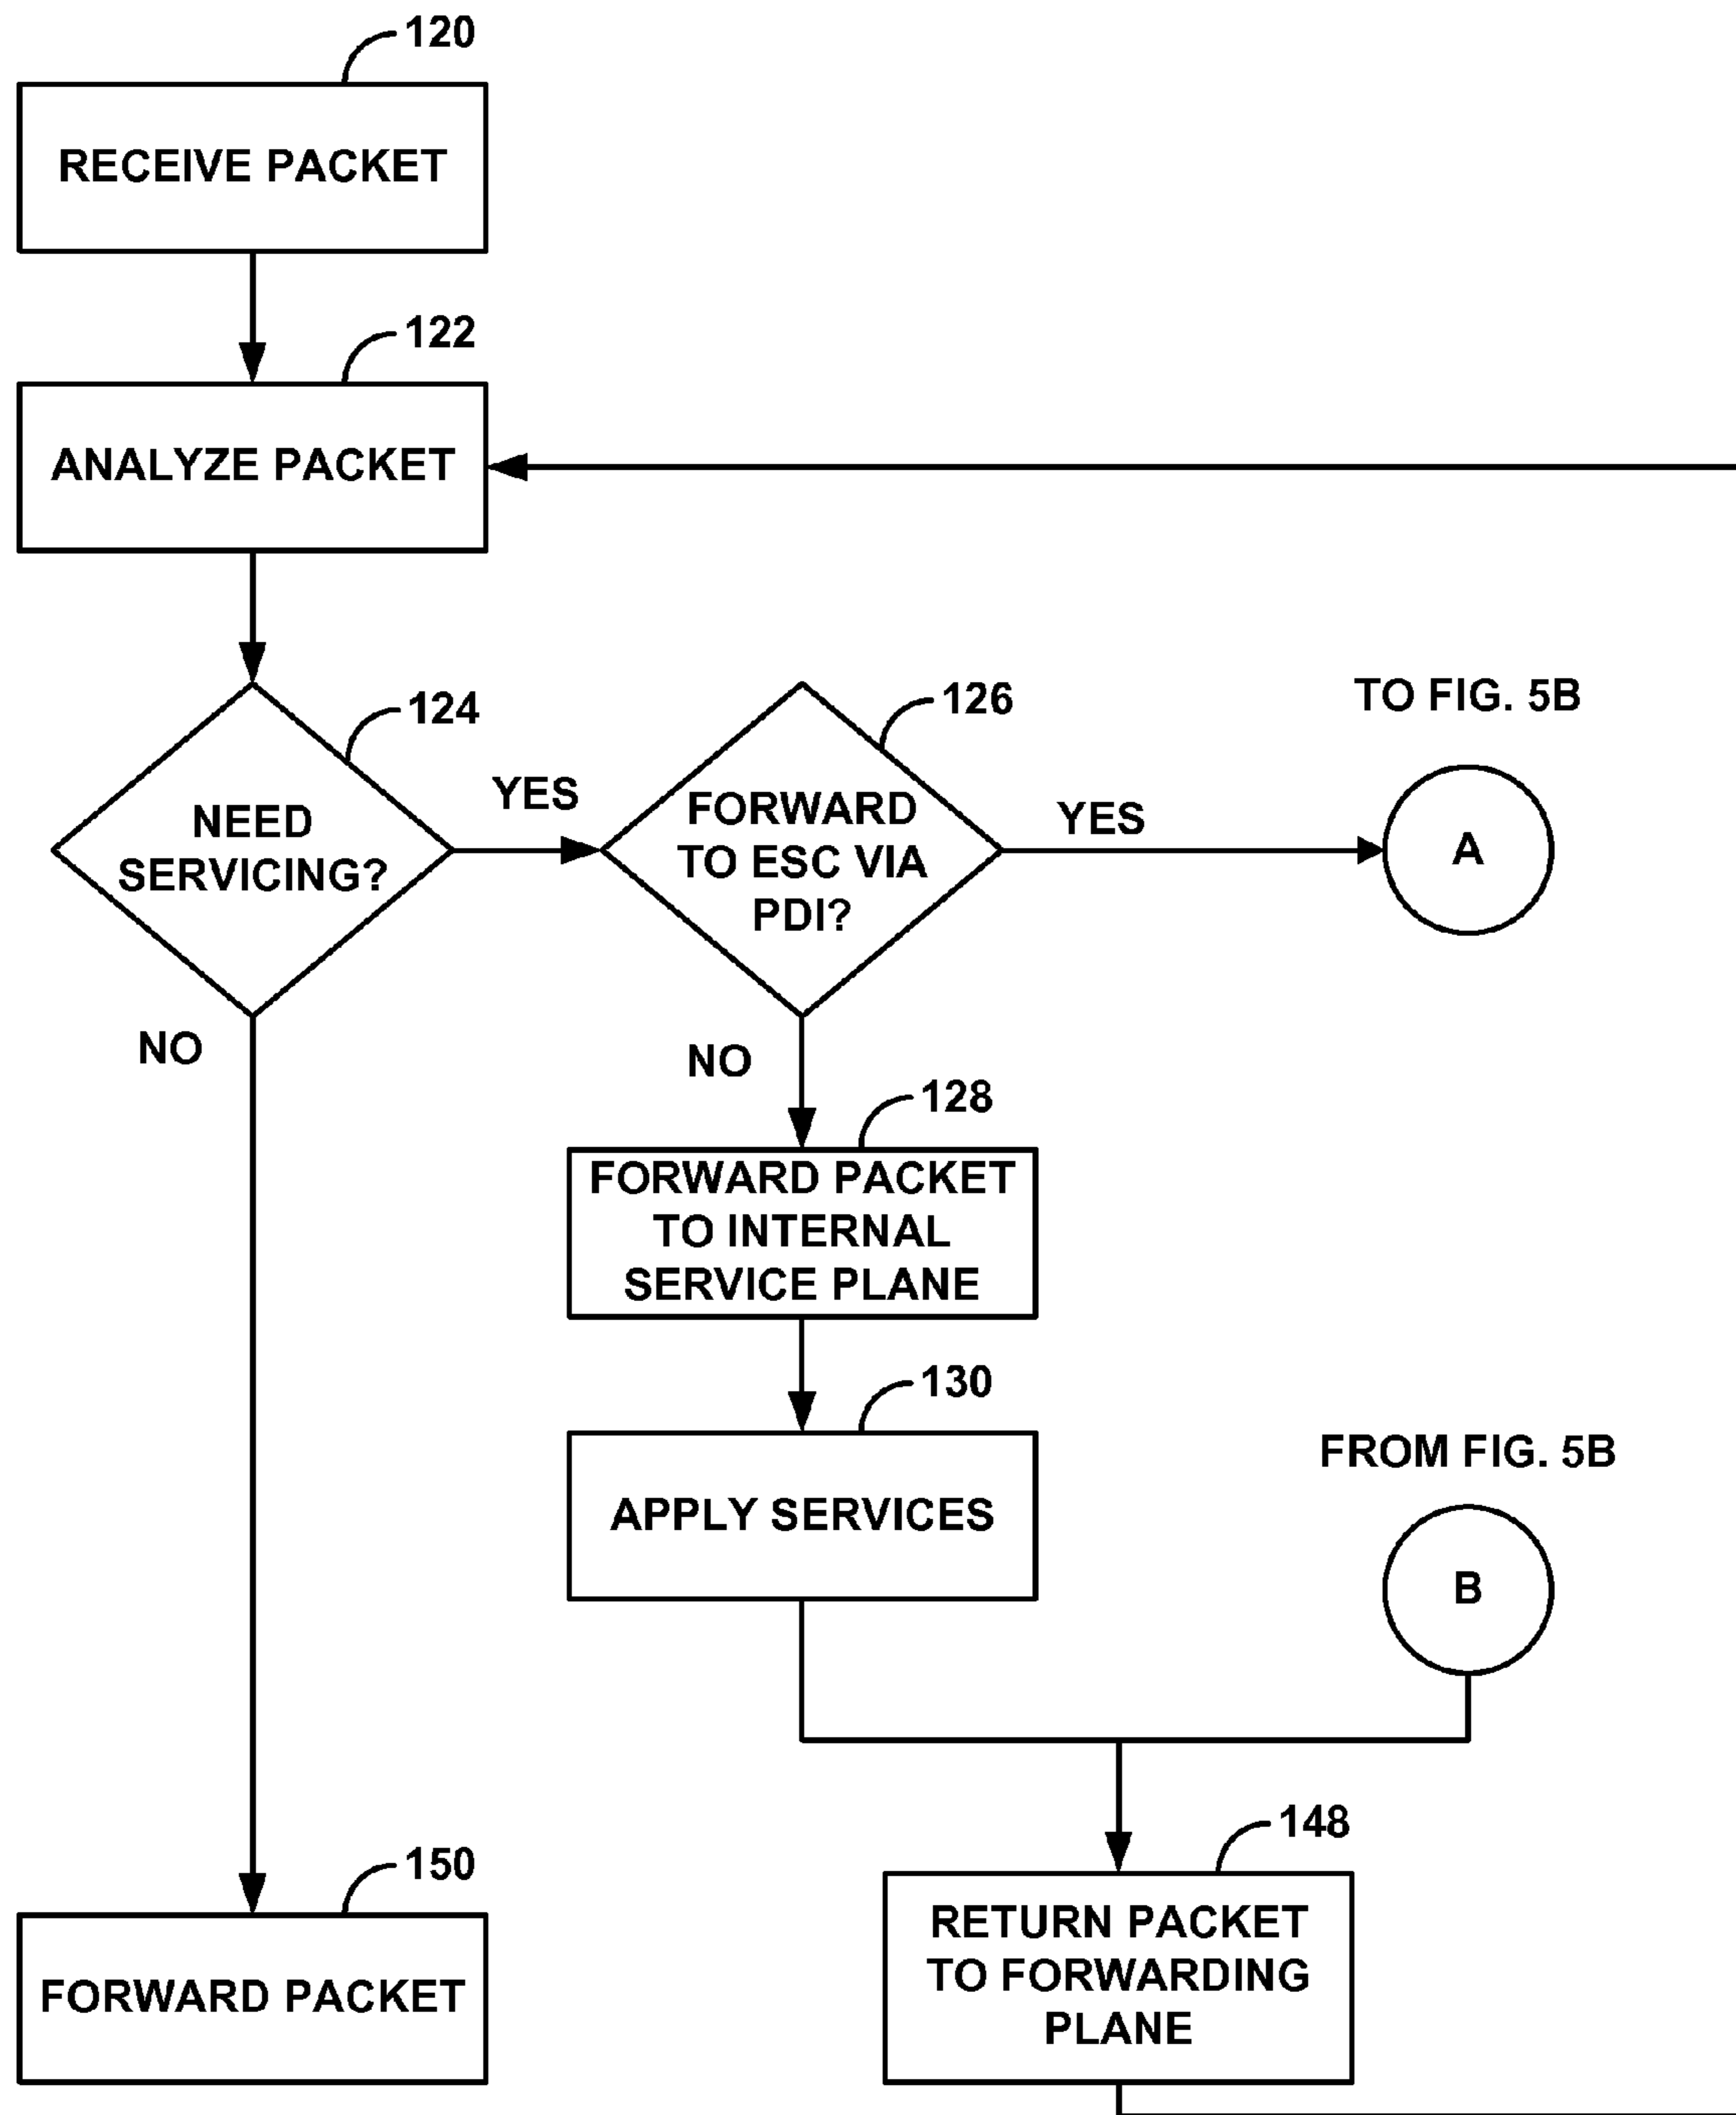 120
RECEIVE PACKET
122
ANALYZE PACKET
124
NEED
SERVICING?
YES
NO
126
FORWARD
TO ESC VIA
PDI?
YES
NO
TO FIG. 5B
A
128
FORWARD PACKET
TO INTERNAL
SERVICE PLANE
130
APPLY SERVICES
FROM FIG. 5B
B
148
RETURN PACKET
TO FORWARDING
PLANE
150
FORWARD PACKET